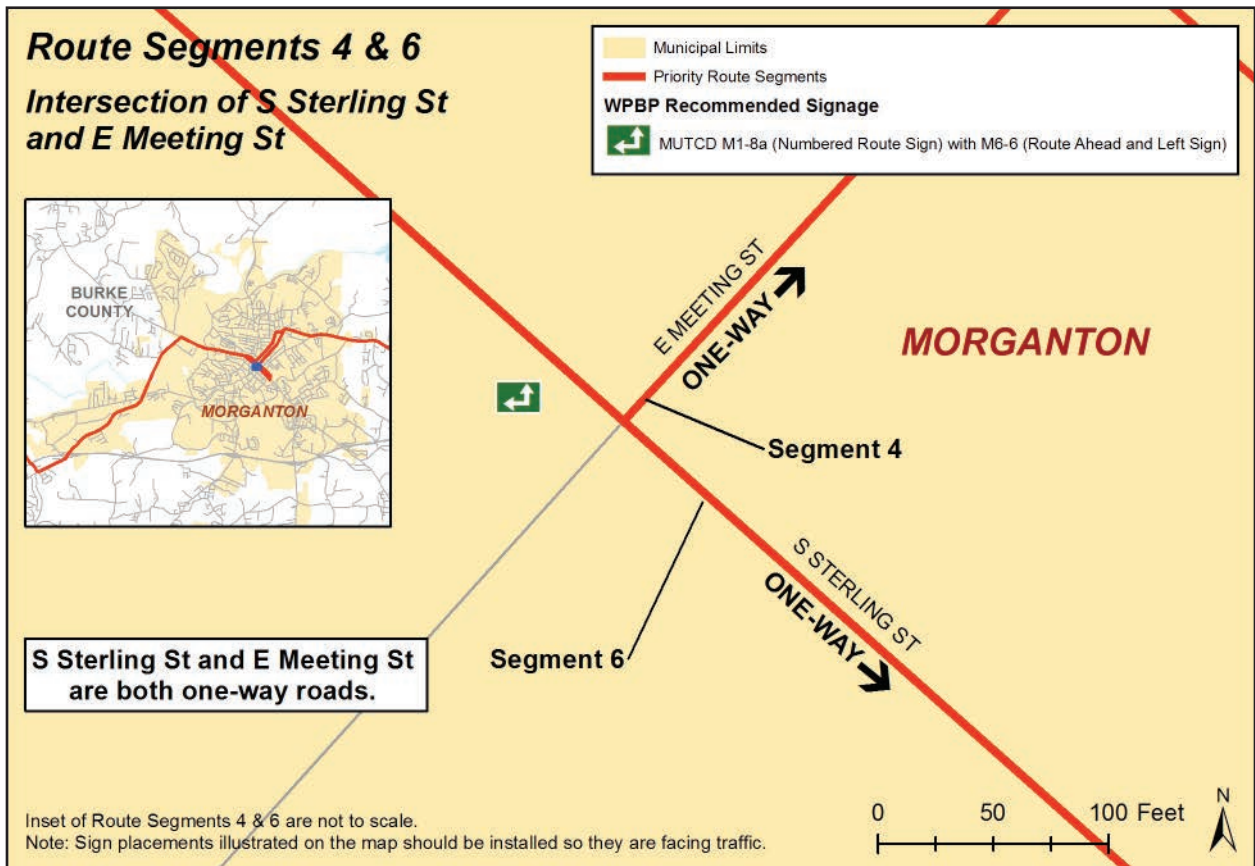 Route Segments 4 & 6
Intersection of S Sterling St
and E Meeting St
Municipal Limits
Priority Route Segments
WPBP Recommended Signage
MUTCD M1-8a (Numbered Route Sign) with M6-6 (Route Ahead and Left Sign)
BURKE
COUNTY
MORGANTON
E MEETING ST
ONE-WAY
MORGANTON
Segment 4
S STERLING ST
ONE-WAY
Segment 6
S Sterling St and E Meeting St
are both one-way roads.
Inset of Route Segments 4 & 6 are not to scale.
Note: Sign placements illustrated on the map should be installed so they are facing traffic.
0 50 100 Feet
N